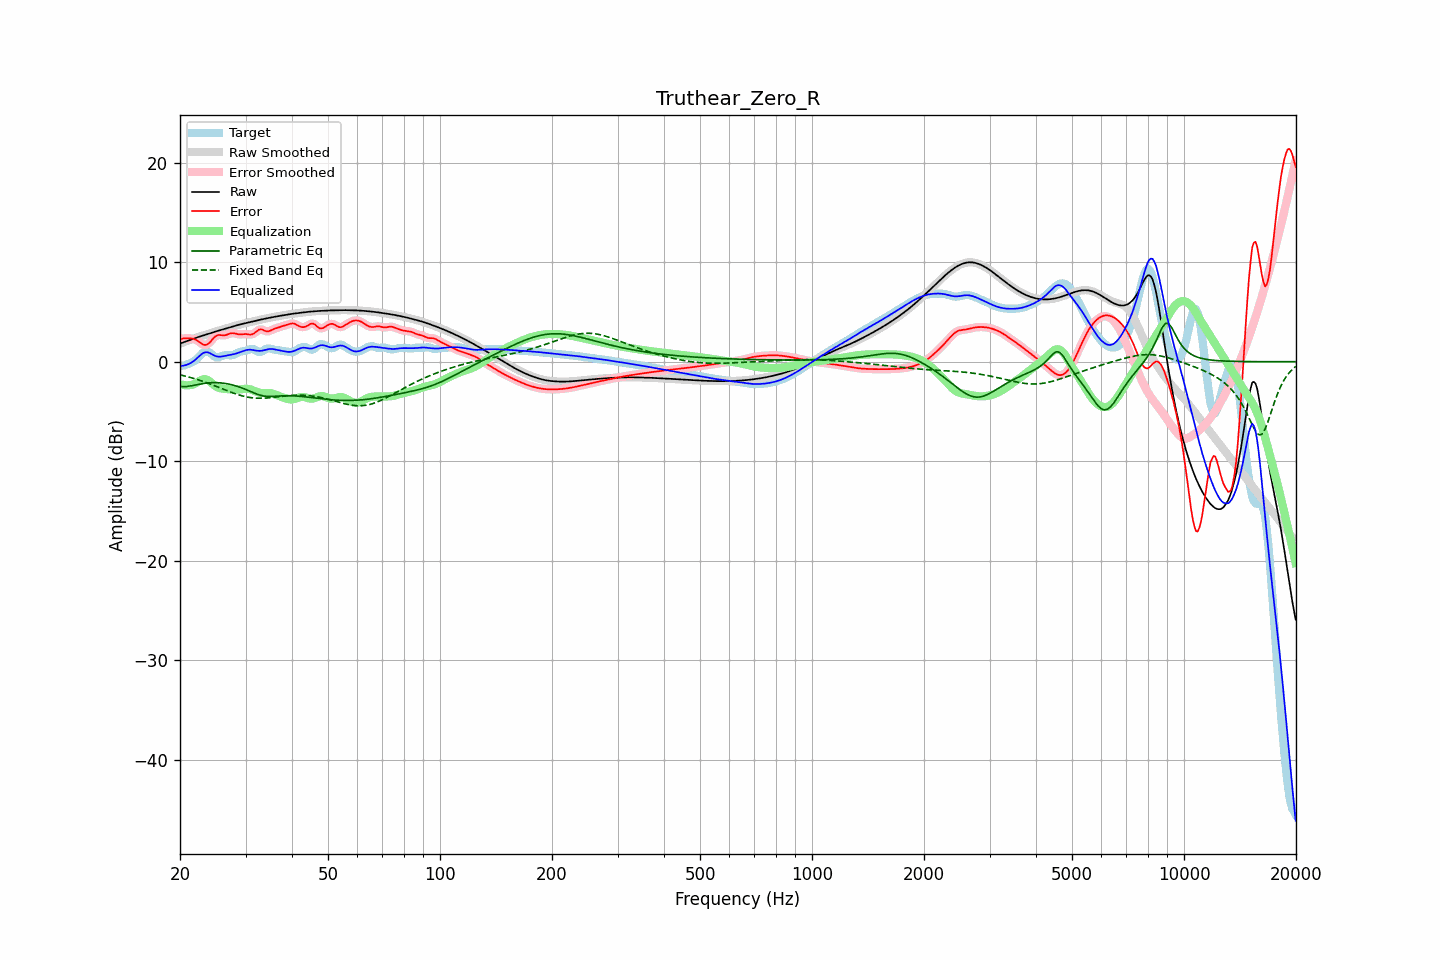 Truthear_Zero_R
Target
Raw Smoothed
Error Smoothed
Raw
Error
Equalization
Parametric Eq
Fixed Band Eq
Equalized
20
10
0
−10
−20
−30
−40
Amplitude (dBr)
20
50
100
200
500
1000
2000
5000
10000
20000
Frequency (Hz)